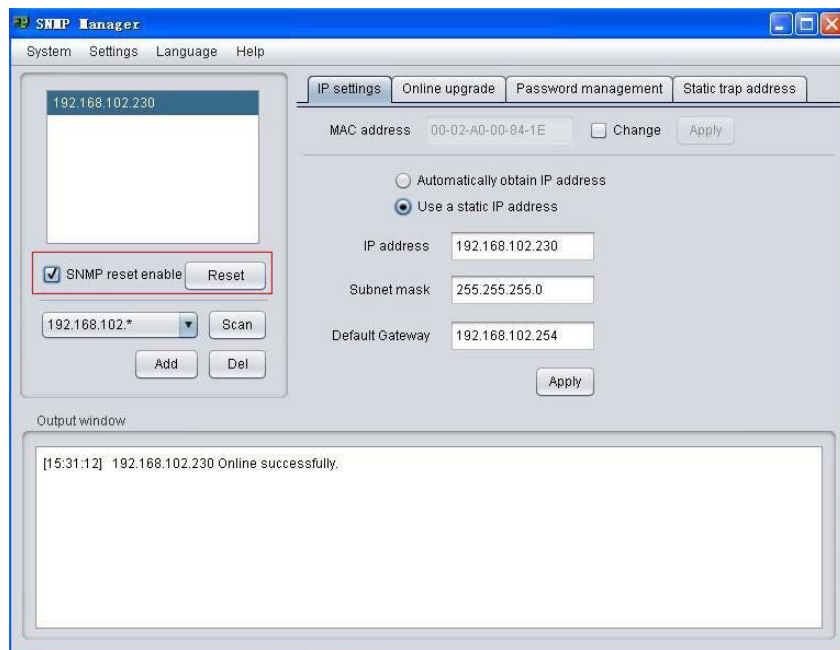 SNMP Manager
System Settings Language Help
192.168.102.230
SNMP reset enable Reset
192.168.102.* Scan
Add Del
IP settings Online upgrade Password management Static trap address
MAC address 00-02-A0-00-84-1E Change Apply
Automatically obtain IP address
Use a static IP address
IP address 192.168.102.230
Subnet mask 255.255.255.0
Default Gateway 192.168.102.254
Apply
Output window
[15:31:12] 192.168.102.230 Online successfully.